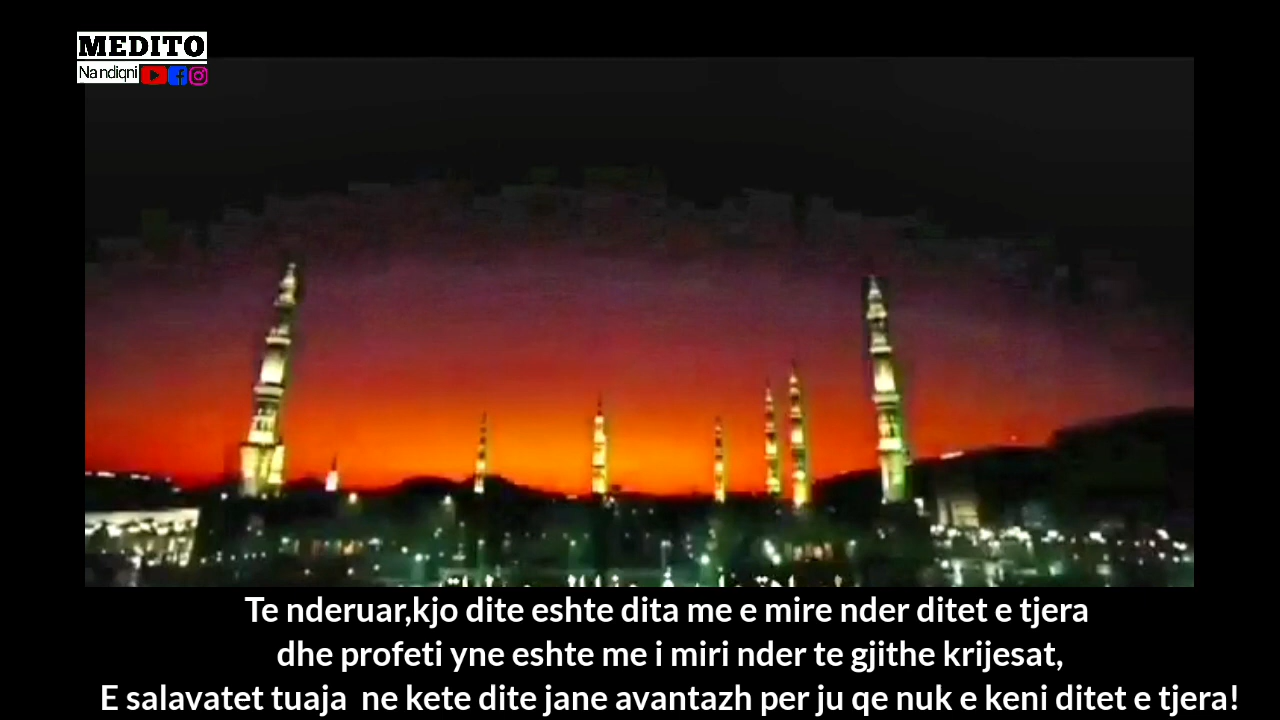 MEDITO
Na ndiqni
Te nderuar,kjo dite eshte dita me e mire nder ditet e tjera
dhe profeti yne eshte me i miri nder te gjithe krijesat,
E salavatet tuaja  ne kete dite jane avantazh per ju qe nuk e keni ditet e tjera!